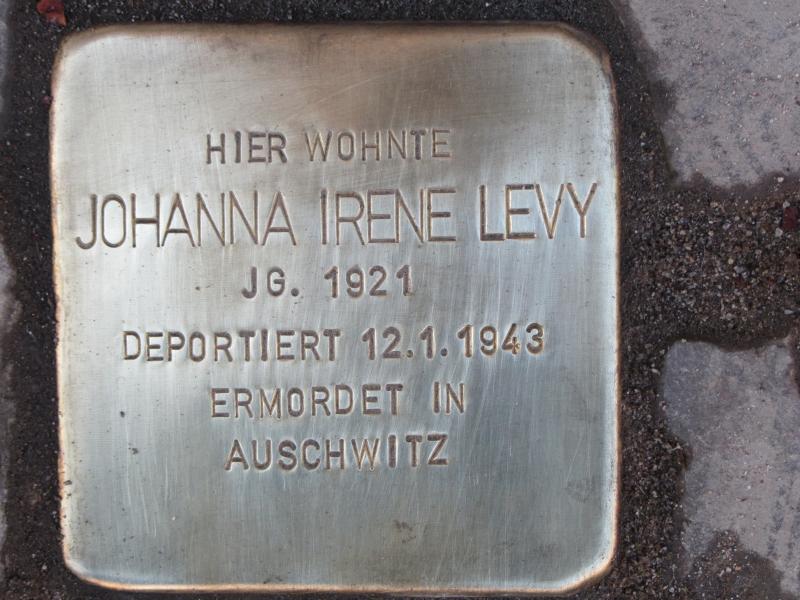 HIER WOHNTE
JOHANNA IRENE LEVY
JG. 1921
DEPORTIERT 12.1.1943
ERMORDET IN
AUSCHWITZ